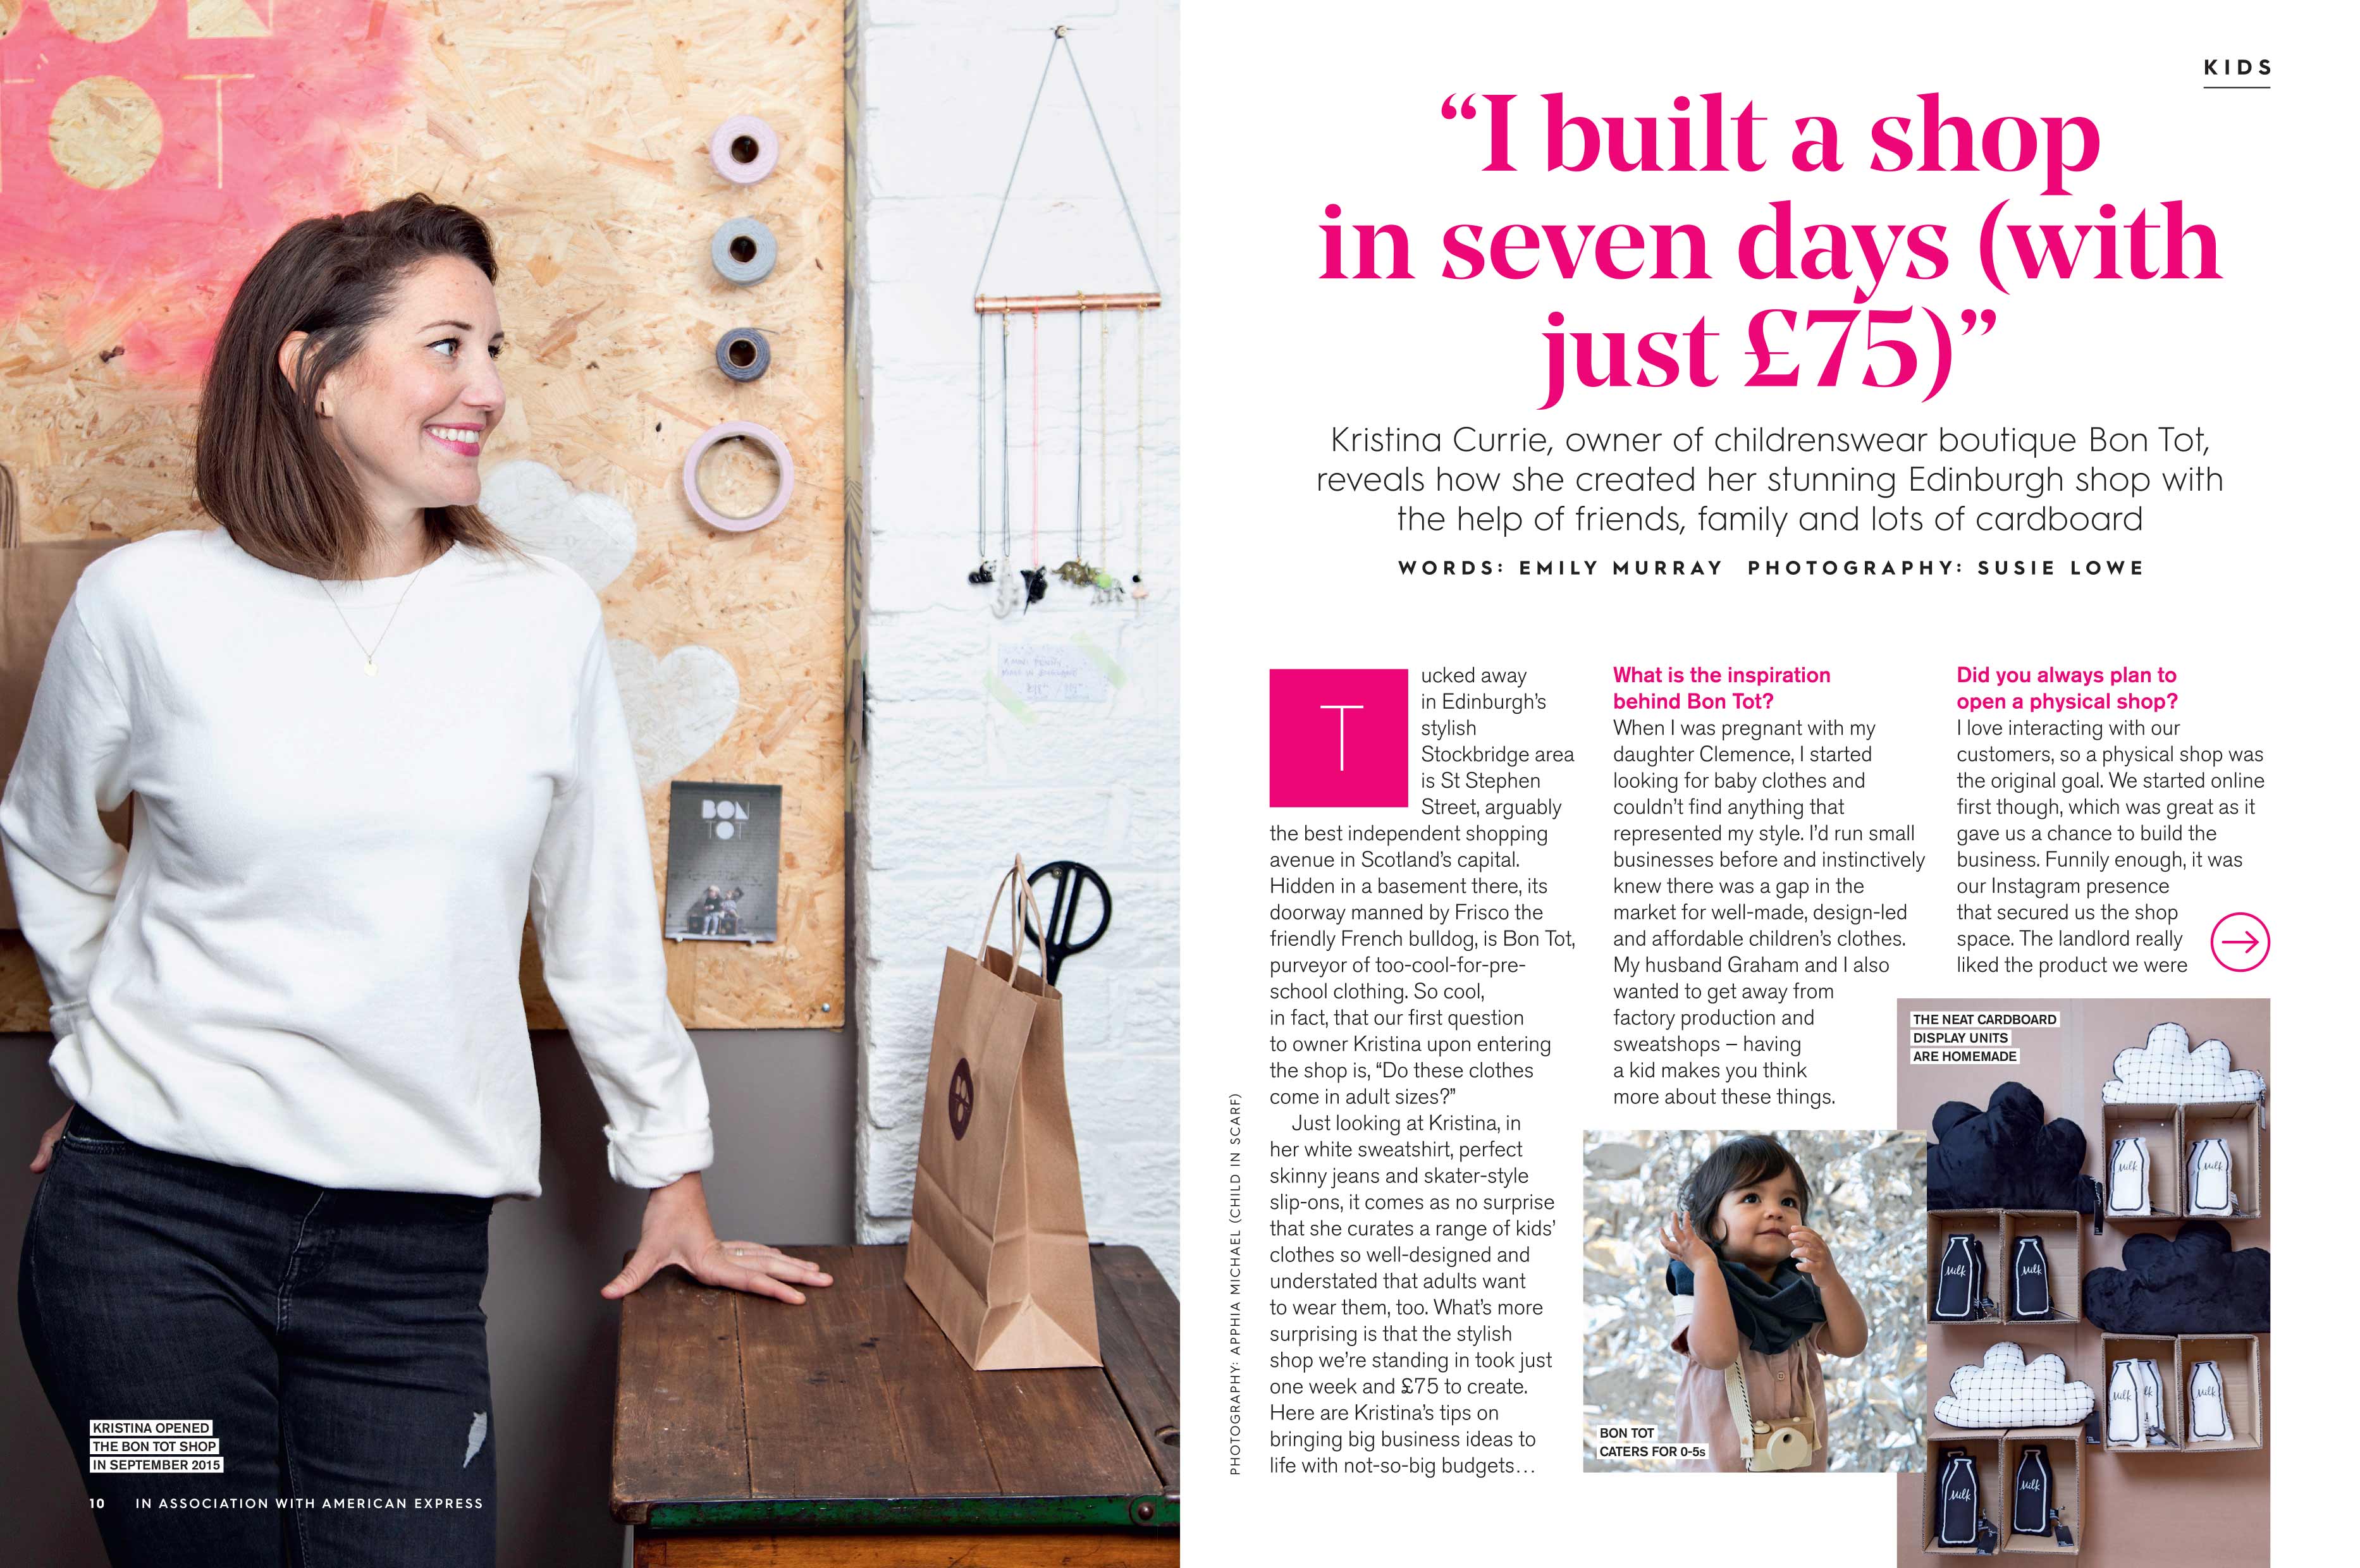 BON
TOT
BON
TOT
KRISTINA OPENED
THE BON TOT SHOP
IN SEPTEMBER 2015
10 IN ASSOCIATION WITH AMERICAN EXPRESS
KIDS
“I built a shop
in seven days (with
just £75)”
Kristina Currie, owner of childrenswear boutique Bon Tot,
reveals how she created her stunning Edinburgh shop with
the help of friends, family and lots of cardboard
WORDS: EMILY MURRAY PHOTOGRAPHY: SUSIE LOWE
Tucked away
in Edinburgh’s
stylish
Stockbridge area
is St Stephen
Street, arguably
the best independent shopping
avenue in Scotland’s capital.
Hidden in a basement there, its
doorway manned by Frisco the
friendly French bulldog, is Bon Tot,
purveyor of too-cool-for-pre-
school clothing. So cool,
in fact, that our first question
to owner Kristina upon entering
the shop is, “Do these clothes
come in adult sizes?”
Just looking at Kristina, in
her white sweatshirt, perfect
skinny jeans and skater-style
slip-ons, it comes as no surprise
that she curates a range of kids’
clothes so well-designed and
understated that adults want
to wear them, too. What’s more
surprising is that the stylish
shop we’re standing in took just
one week and £75 to create.
Here are Kristina’s tips on
bringing big business ideas to
life with not-so-big budgets…
What is the inspiration
behind Bon Tot?
When I was pregnant with my
daughter Clemence, I started
looking for baby clothes and
couldn’t find anything that
represented my style. I’d run small
businesses before and instinctively
knew there was a gap in the
market for well-made, design-led
and affordable children’s clothes.
My husband Graham and I also
wanted to get away from
factory production and
sweatshops – having
a kid makes you think
more about these things.
Did you always plan to
open a physical shop?
I love interacting with our
customers, so a physical shop was
the original goal. We started online
first though, which was great as it
gave us a chance to build the
business. Funnily enough, it was
our Instagram presence
that secured us the shop
space. The landlord really
liked the product we were
THE NEAT CARDBOARD
DISPLAY UNITS
ARE HOMEMADE
Milk
Milk
Milk
Milk
Milk
Milk
Milk
Milk
Milk
BON TOT
CATERS FOR 0-5s
PHOTOGRAPHY: APPHIA MICHAEL (CHILD IN SCARF)